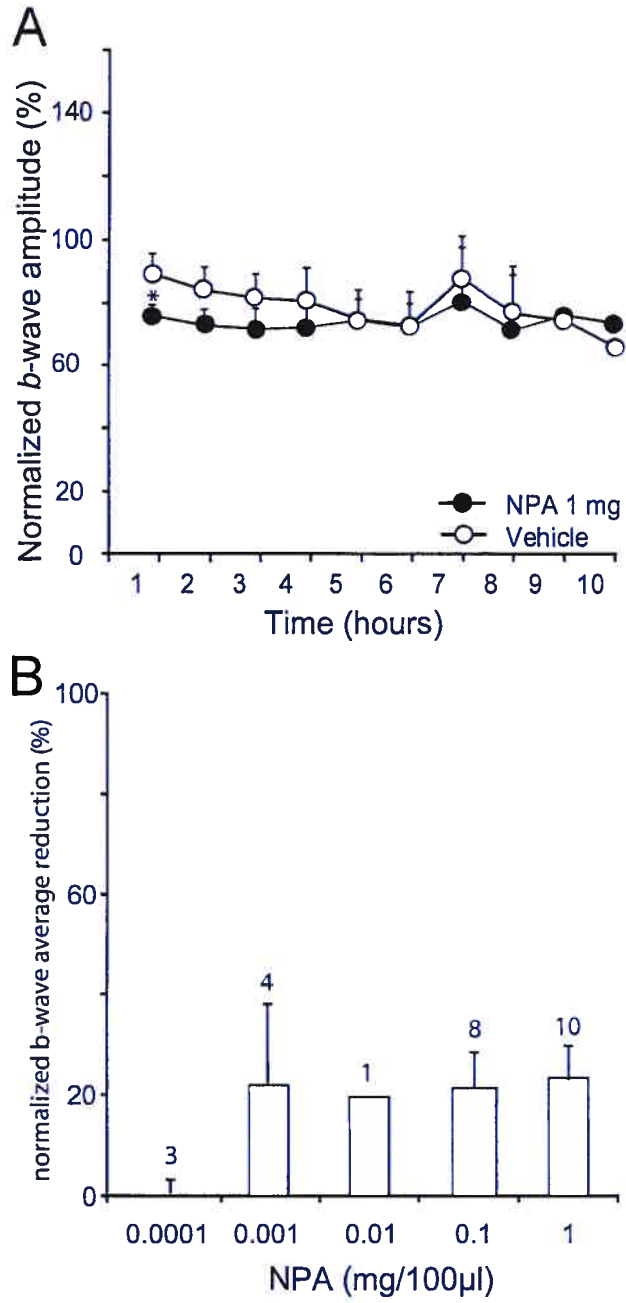 A
Normalized b-wave amplitude (%)
140
100
60
20
0
*
NPA 1 mg
Vehicle
1 2 3 4 5 6 7 8 9 10
Time (hours)
B
normalized b-wave average reduction (%)
100
60
20
0
3
4
1
8
10
0.0001 0.001 0.01 0.1 1
NPA (mg/100µl)